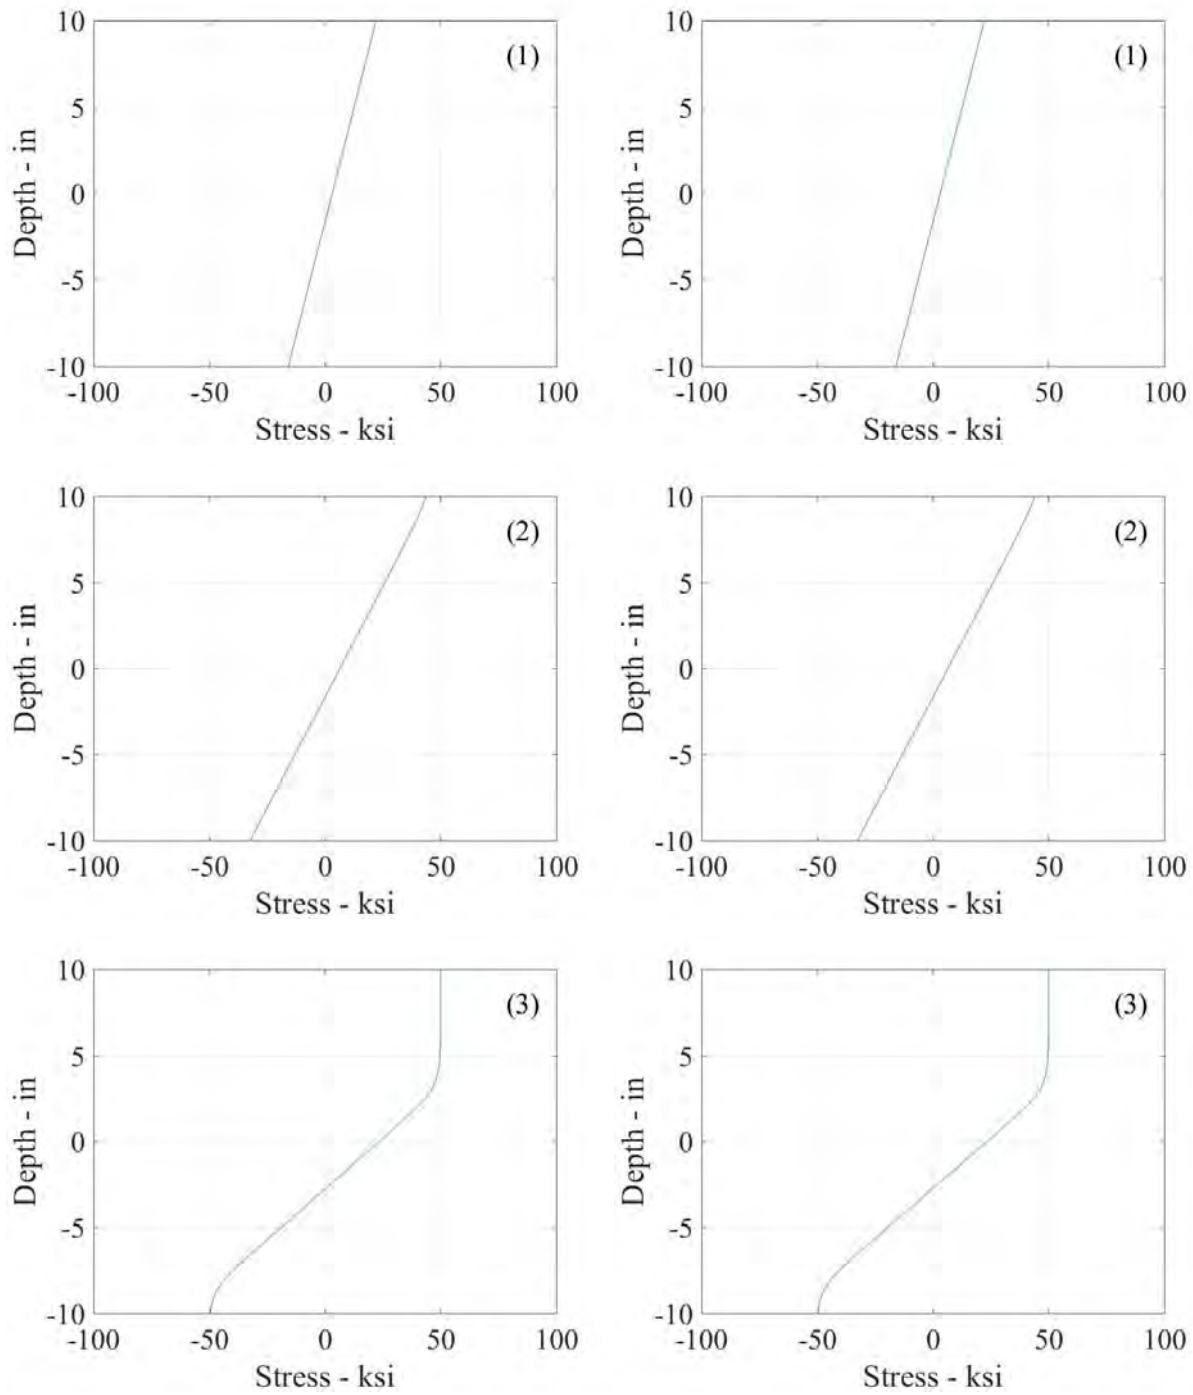 10 (1) 10 (1)
5 5
Depth - in 0 Depth - in 0
-5 -5
-10 -10
-100 -50 0 50 100 -100 -50 0 50 100
Stress - ksi Stress - ksi
10 (2) 10 (2)
5 5
Depth - in 0 Depth - in 0
-5 -5
-10 -10
-100 -50 0 50 100 -100 -50 0 50 100
Stress - ksi Stress - ksi
10 (3) 10 (3)
5 5
Depth - in 0 Depth - in 0
-5 -5
-10 -10
-100 -50 0 50 100 -100 -50 0 50 100
Stress - ksi Stress - ksi